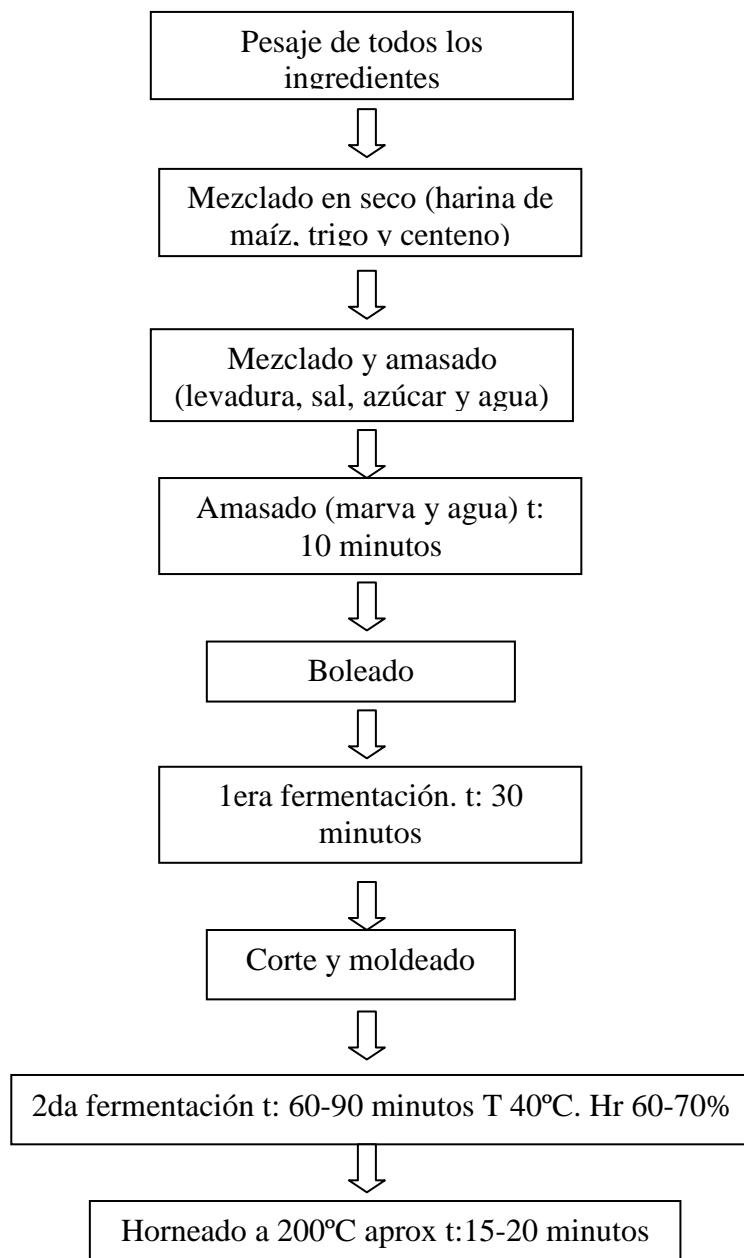 Pesaje de todos los
ingredientes
Mezclado en seco (harina de
maíz, trigo y centeno)
Mezclado y amasado
(levadura, sal, azúcar y agua)
Amasado (marva y agua) t:
10 minutos
Boleado
1era fermentación. t: 30
minutos
Corte y moldeado
2da fermentación t: 60-90 minutos T 40ºC. Hr 60-70%
Horneado a 200ºC aprox t:15-20 minutos